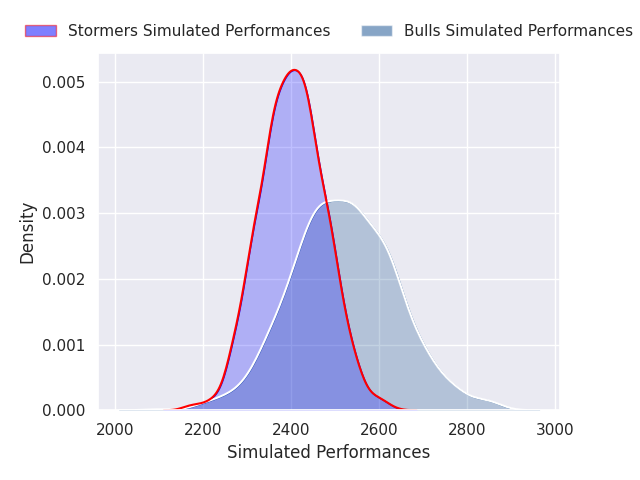 Stormers Simulated Performances Bulls Simulated Performances
0.005
0.004
0.003
0.002
0.001
0.000
Density
2000 2200 2400 2600 2800 3000
Simulated Performances